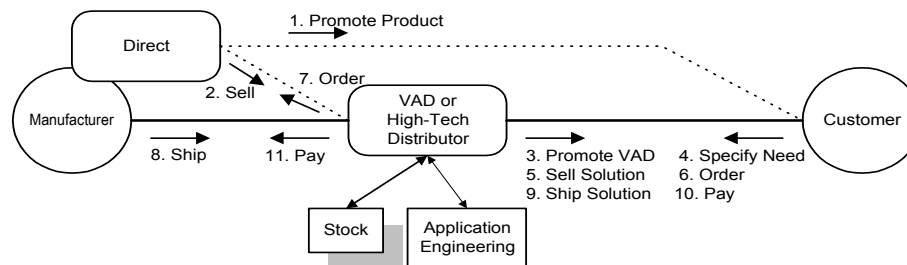 1. Promote Product
Direct
7. Order
2. Sell
Manufacturer
VAD or
High-Tech
Distributor
Customer
8. Ship
11. Pay
3. Promote VAD
5. Sell Solution
9. Ship Solution
4. Specify Need
6. Order
10. Pay
Stock
Application
Engineering